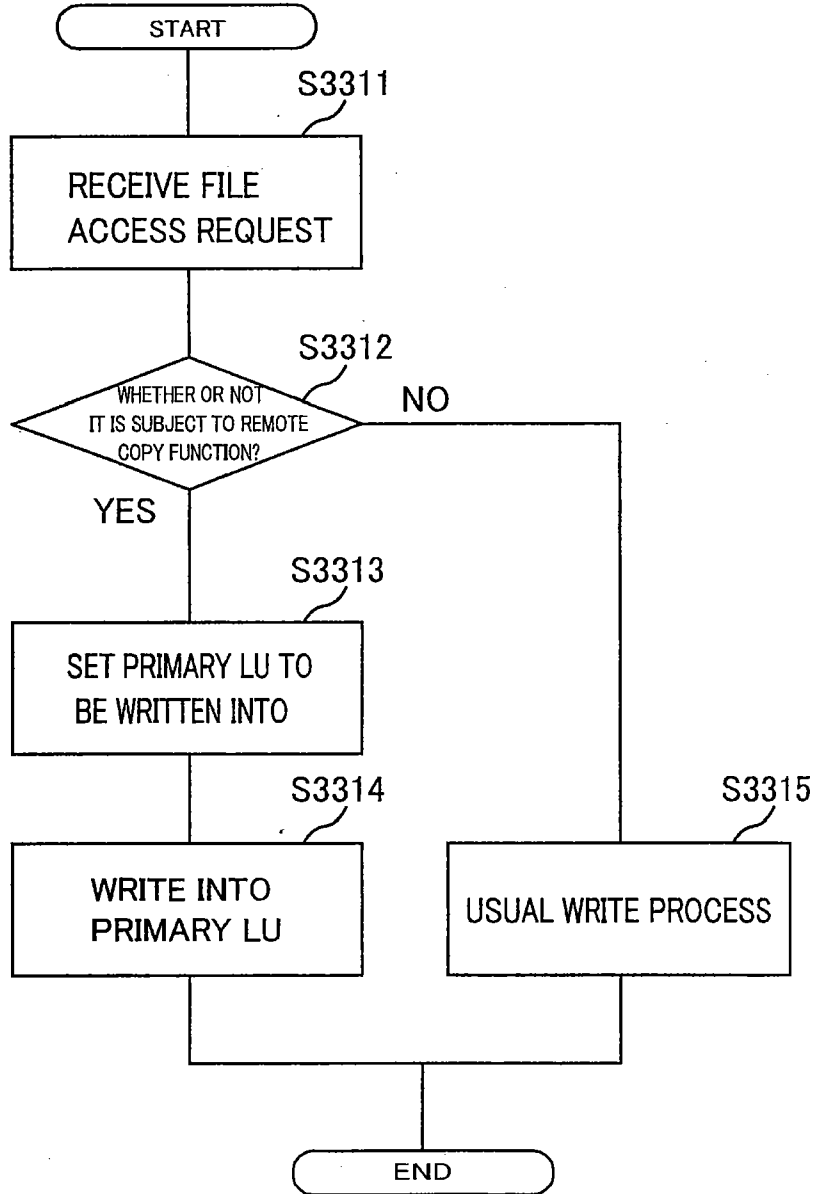 START
S3311
RECEIVE FILE
ACCESS REQUEST
S3312
WHETHER OR NOT
IT IS SUBJECT TO REMOTE
COPY FUNCTION?
NO
YES
S3313
SET PRIMARY LU TO
BE WRITTEN INTO
S3314
WRITE INTO
PRIMARY LU
S3315
USUAL WRITE PROCESS
END